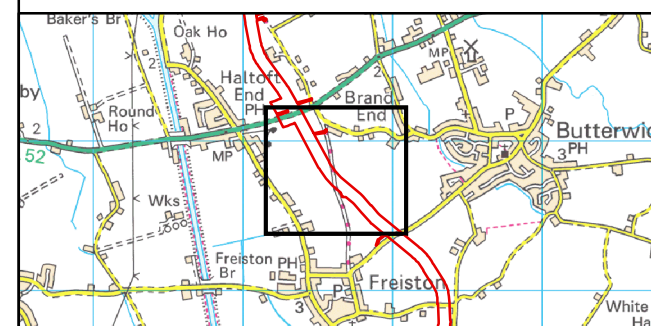 Baker's Br
Oak Ho
2
MP
2
Haltoft
End
PH
by
Round
Ho
Brand
End
P
2
52
MP
Butterwic
3
PH
Wks
Freiston
Br
PH
Freiston
P
3
White
Ha